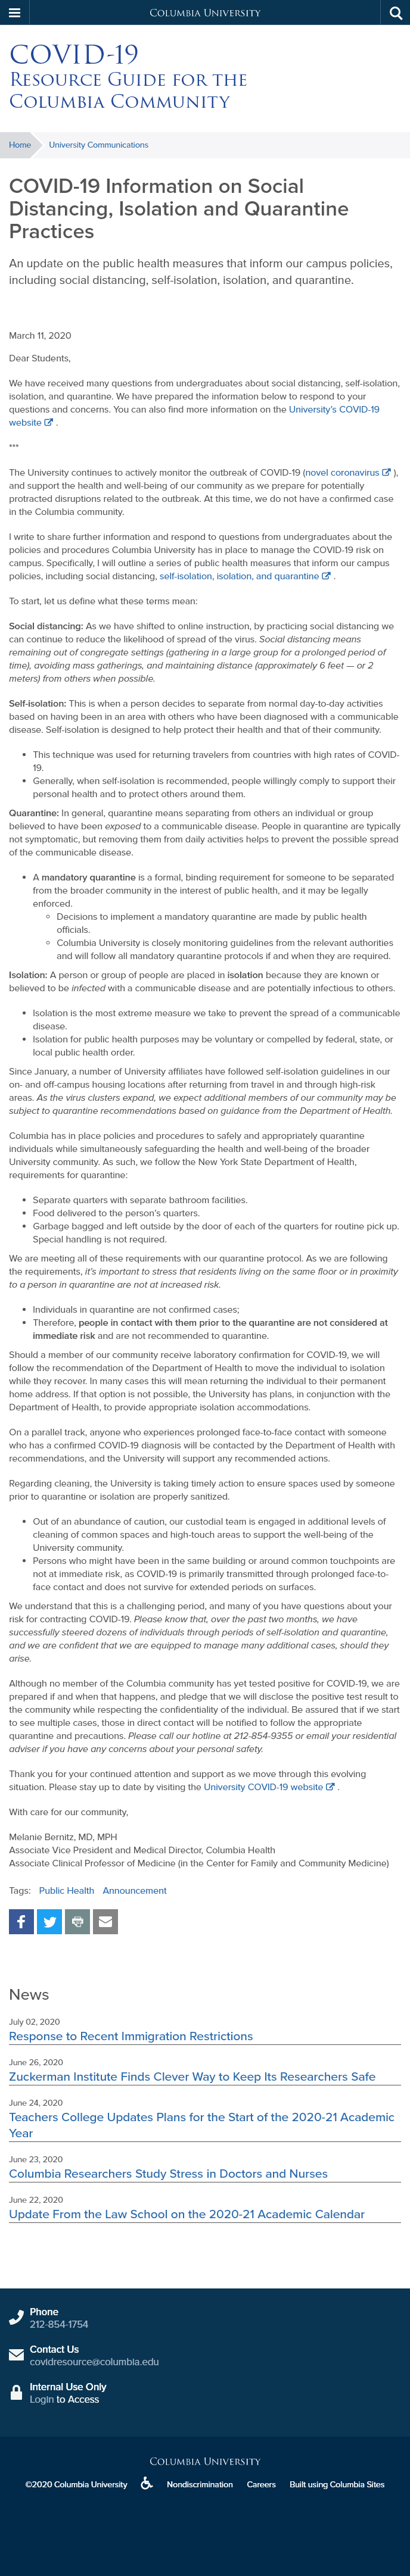 COLUMBIA UNIVERSITY
COVID-19
RESOURCE GUIDE FOR THE
COLUMBIA COMMUNITY
Home
University Communications
COVID-19 Information on Social
Distancing, Isolation and Quarantine
Practices
An update on the public health measures that inform our campus policies,
including social distancing, self-isolation, isolation, and quarantine.
March 11, 2020
Dear Students,
We have received many questions from undergraduates about social distancing, self-isolation,
isolation, and quarantine. We have prepared the information below to respond to your
questions and concerns. You can also find more information on the University's COVID-19
website .
***
The University continues to actively monitor the outbreak of COVID-19 (novel coronavirus ),
and support the health and well-being of our community as we prepare for potentially
protracted disruptions related to the outbreak. At this time, we do not have a confirmed case
in the Columbia community.
I write to share further information and respond to questions from undergraduates about the
policies and procedures Columbia University has in place to manage the COVID-19 risk on
campus. Specifically, I will outline a series of public health measures that inform our campus
policies, including social distancing, self-isolation, isolation, and quarantine .
To start, let us define what these terms mean:
Social distancing: As we have shifted to online instruction, by practicing social distancing we
can continue to reduce the likelihood of spread of the virus. Social distancing means
remaining out of congregate settings (gathering in a large group for a prolonged period of
time), avoiding mass gatherings, and maintaining distance (approximately 6 feet — or 2
meters) from others when possible.
Self-isolation: This is when a person decides to separate from normal day-to-day activities
based on having been in an area with others who have been diagnosed with a communicable
disease. Self-isolation is designed to help protect their health and that of their community.
• This technique was used for returning travelers from countries with high rates of COVID-
19.
• Generally, when self-isolation is recommended, people willingly comply to support their
personal health and to protect others around them.
Quarantine: In general, quarantine means separating from others an individual or group
believed to have been exposed to a communicable disease. People in quarantine are typically
not symptomatic, but removing them from daily activities helps to prevent the possible spread
of the communicable disease.
• A mandatory quarantine is a formal, binding requirement for someone to be separated
from the broader community in the interest of public health, and it may be legally
enforced.
◦ Decisions to implement a mandatory quarantine are made by public health
officials.
◦ Columbia University is closely monitoring guidelines from the relevant authorities
and will follow all mandatory quarantine protocols if and when they are required.
Isolation: A person or group of people are placed in isolation because they are known or
believed to be infected with a communicable disease and are potentially infectious to others.
• Isolation is the most extreme measure we take to prevent the spread of a communicable
disease.
• Isolation for public health purposes may be voluntary or compelled by federal, state, or
local public health order.
Since January, a number of University affiliates have followed self-isolation guidelines in our
on- and off-campus housing locations after returning from travel in and through high-risk
areas. As the virus clusters expand, we expect additional members of our community may be
subject to quarantine recommendations based on guidance from the Department of Health.
Columbia has in place policies and procedures to safely and appropriately quarantine
individuals while simultaneously safeguarding the health and well-being of the broader
University community. As such, we follow the New York State Department of Health,
requirements for quarantine:
• Separate quarters with separate bathroom facilities.
• Food delivered to the person's quarters.
• Garbage bagged and left outside by the door of each of the quarters for routine pick up.
Special handling is not required.
We are meeting all of these requirements with our quarantine protocol. As we are following
the requirements, it's important to stress that residents living on the same floor or in proximity
to a person in quarantine are not at increased risk.
• Individuals in quarantine are not confirmed cases;
• Therefore, people in contact with them prior to the quarantine are not considered at
immediate risk and are not recommended to quarantine.
Should a member of our community receive laboratory confirmation for COVID-19, we will
follow the recommendation of the Department of Health to move the individual to isolation
while they recover. In many cases this will mean returning the individual to their permanent
home address. If that option is not possible, the University has plans, in conjunction with the
Department of Health, to provide appropriate isolation accommodations.
On a parallel track, anyone who experiences prolonged face-to-face contact with someone
who has a confirmed COVID-19 diagnosis will be contacted by the Department of Health with
recommendations, and the University will support any recommended actions.
Regarding cleaning, the University is taking timely action to ensure spaces used by someone
prior to quarantine or isolation are properly sanitized.
• Out of an abundance of caution, our custodial team is engaged in additional levels of
cleaning of common spaces and high-touch areas to support the well-being of the
University community.
• Persons who might have been in the same building or around common touchpoints are
not at immediate risk, as COVID-19 is primarily transmitted through prolonged face-to-
face contact and does not survive for extended periods on surfaces.
We understand that this is a challenging period, and many of you have questions about your
risk for contracting COVID-19. Please know that, over the past two months, we have
successfully steered dozens of individuals through periods of self-isolation and quarantine,
and we are confident that we are equipped to manage many additional cases, should they
arise.
Although no member of the Columbia community has yet tested positive for COVID-19, we are
prepared if and when that happens, and pledge that we will disclose the positive test result to
the community while respecting the confidentiality of the individual. Be assured that if we start
to see multiple cases, those in direct contact will be notified to follow the appropriate
quarantine and precautions. Please call our hotline at 212-854-9355 or email your residential
adviser if you have any concerns about your personal safety.
Thank you for your continued attention and support as we move through this evolving
situation. Please stay up to date by visiting the University COVID-19 website .
With care for our community,
Melanie Bernitz, MD, MPH
Associate Vice President and Medical Director, Columbia Health
Associate Clinical Professor of Medicine (in the Center for Family and Community Medicine)
Tags: Public Health Announcement
News
July 02, 2020
Response to Recent Immigration Restrictions
June 26, 2020
Zuckerman Institute Finds Clever Way to Keep Its Researchers Safe
June 24, 2020
Teachers College Updates Plans for the Start of the 2020-21 Academic
Year
June 23, 2020
Columbia Researchers Study Stress in Doctors and Nurses
June 22, 2020
Update From the Law School on the 2020-21 Academic Calendar
Phone
212-854-1754
Contact Us
covidresource@columbia.edu
Internal Use Only
Login to Access
COLUMBIA UNIVERSITY
©2020 Columbia University Nondiscrimination Careers Built using Columbia Sites